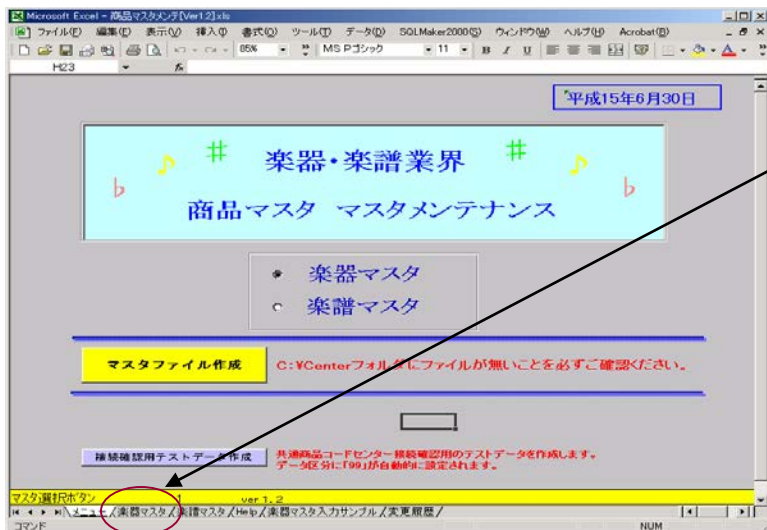 Microsoft Excel - 商品マスタメンテ[Ver1.2].xls
ファイル(F) 編集(E) 表示(V) 挿入(I) 書式(O) ツール(T) データ(D) SQLMaker2000(S) ウィンドウ(W) ヘルプ(H) Acrobat(B)
85% MS Pゴシック 11 B I U
H23 fx
平成15年6月30日
楽器・楽譜業界
商品マスタ マスタメンテナンス
楽器マスタ
楽譜マスタ
マスタファイル作成 C:¥Centerフォルダにファイルが無いことを必ずご確認ください。
接続確認用テストデータ作成 共通商品コードセンター接続確認用のテストデータを作成します。
データ区分に「99」が自動的に設定されます。
マスタ選択ボタン 1 ver 1.2
メニュー/楽器マスタ/楽譜マスタ/Help/楽器マスタ入力サンプル/変更履歴/
コマンド NUM